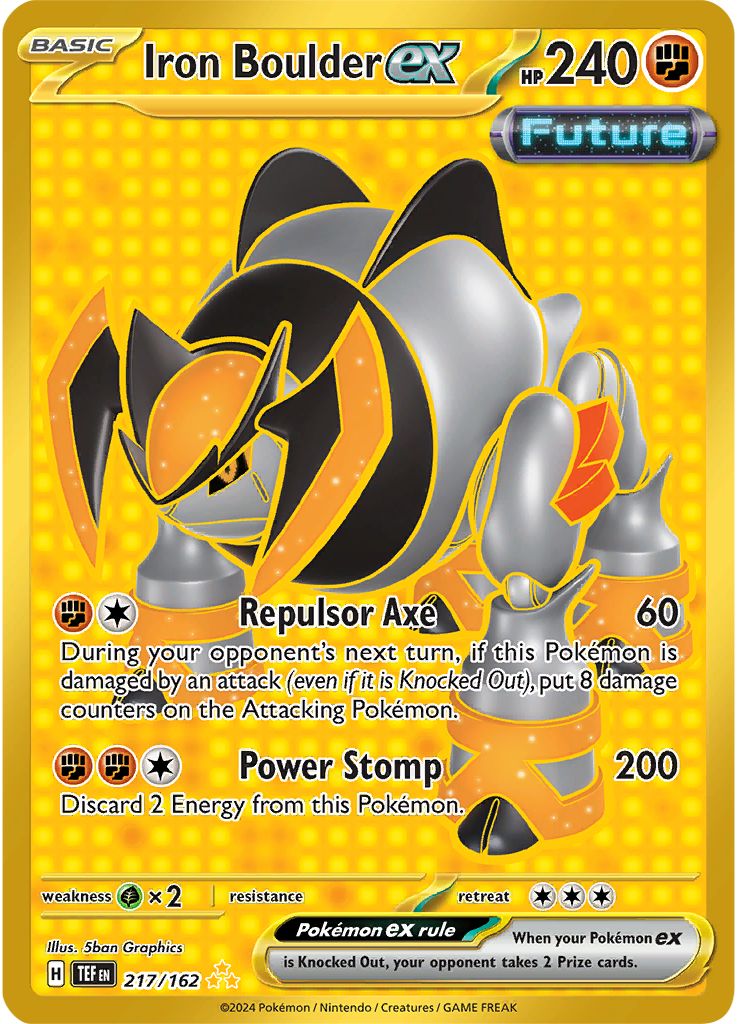 BASIC
Iron Boulder ex HP 240
Future
Repulsor Axe 60
During your opponent's next turn, if this Pokémon is
damaged by an attack (even if it is Knocked Out), put 8 damage
counters on the Attacking Pokémon.
Power Stomp 200
Discard 2 Energy from this Pokémon.
weakness ×2 resistance retreat
Illus. 5ban Graphics
Pokémon ex rule
When your Pokémon ex
is Knocked Out, your opponent takes 2 Prize cards.
H TEF EN 217/162
©2024 Pokémon / Nintendo / Creatures / GAME FREAK